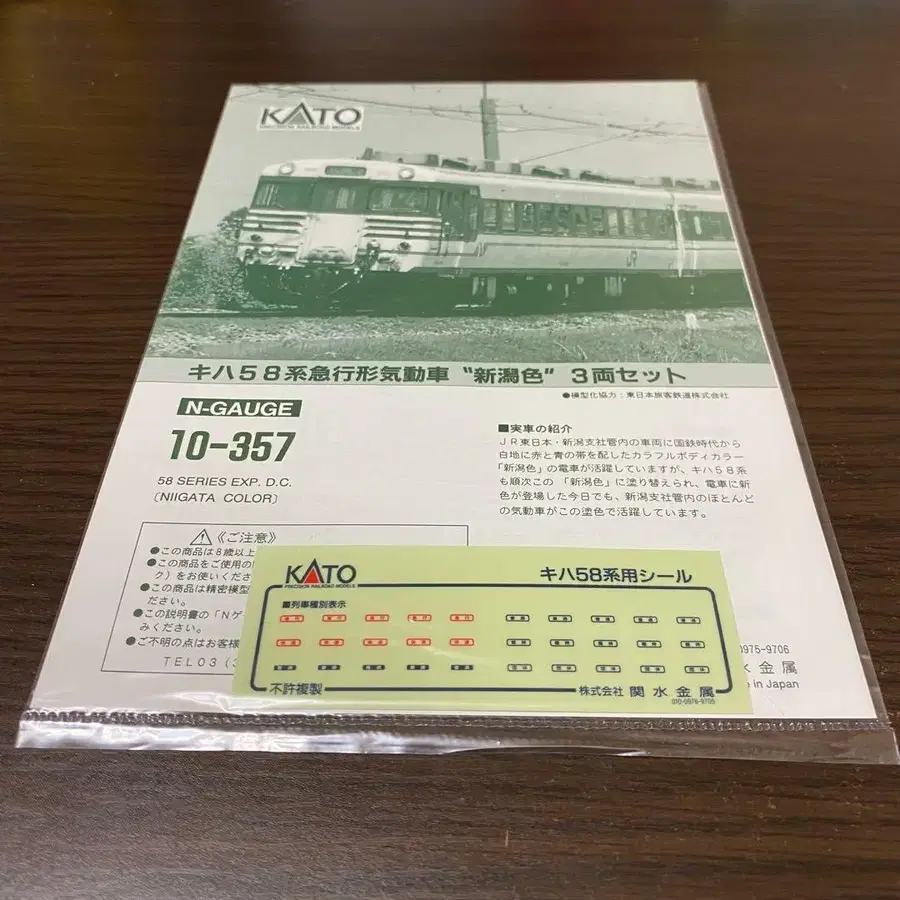 KATO
PRECISION RAILROAD MODELS
JR
キハ58系急行形気動車 "新潟色" 3両セット
●模型化協力：東日本旅客鉄道株式会社
N-GAUGE
10-357
58 SERIES EXP. D.C.
〔NIIGATA COLOR〕
■実車の紹介
JR東日本・新潟支社管内の車両に国鉄時代から
白地に赤と青の帯を配したカラフルボディカラー
「新潟色」の電車が活躍していますが、キハ58系
も順次この「新潟色」に塗り替えられ、電車に新
色が登場した今日でも、新潟支社管内のほとんど
の気動車がこの塗色で活躍しています。
《ご注意》
●この商品は8歳以上
●この商品をご使用の
ク）をお使いくださ
●この商品は精密模型
ださい。
●この説明書の「Nゲ
みください。
●ご不明の点はお客様
TEL03 (3
0975-9706
水金属
in Japan
KATO
PRECISION RAILROAD MODELS
キハ58系用シール
■列車種別表示
不許複製
株式会社 関水金属
010-0976-9705